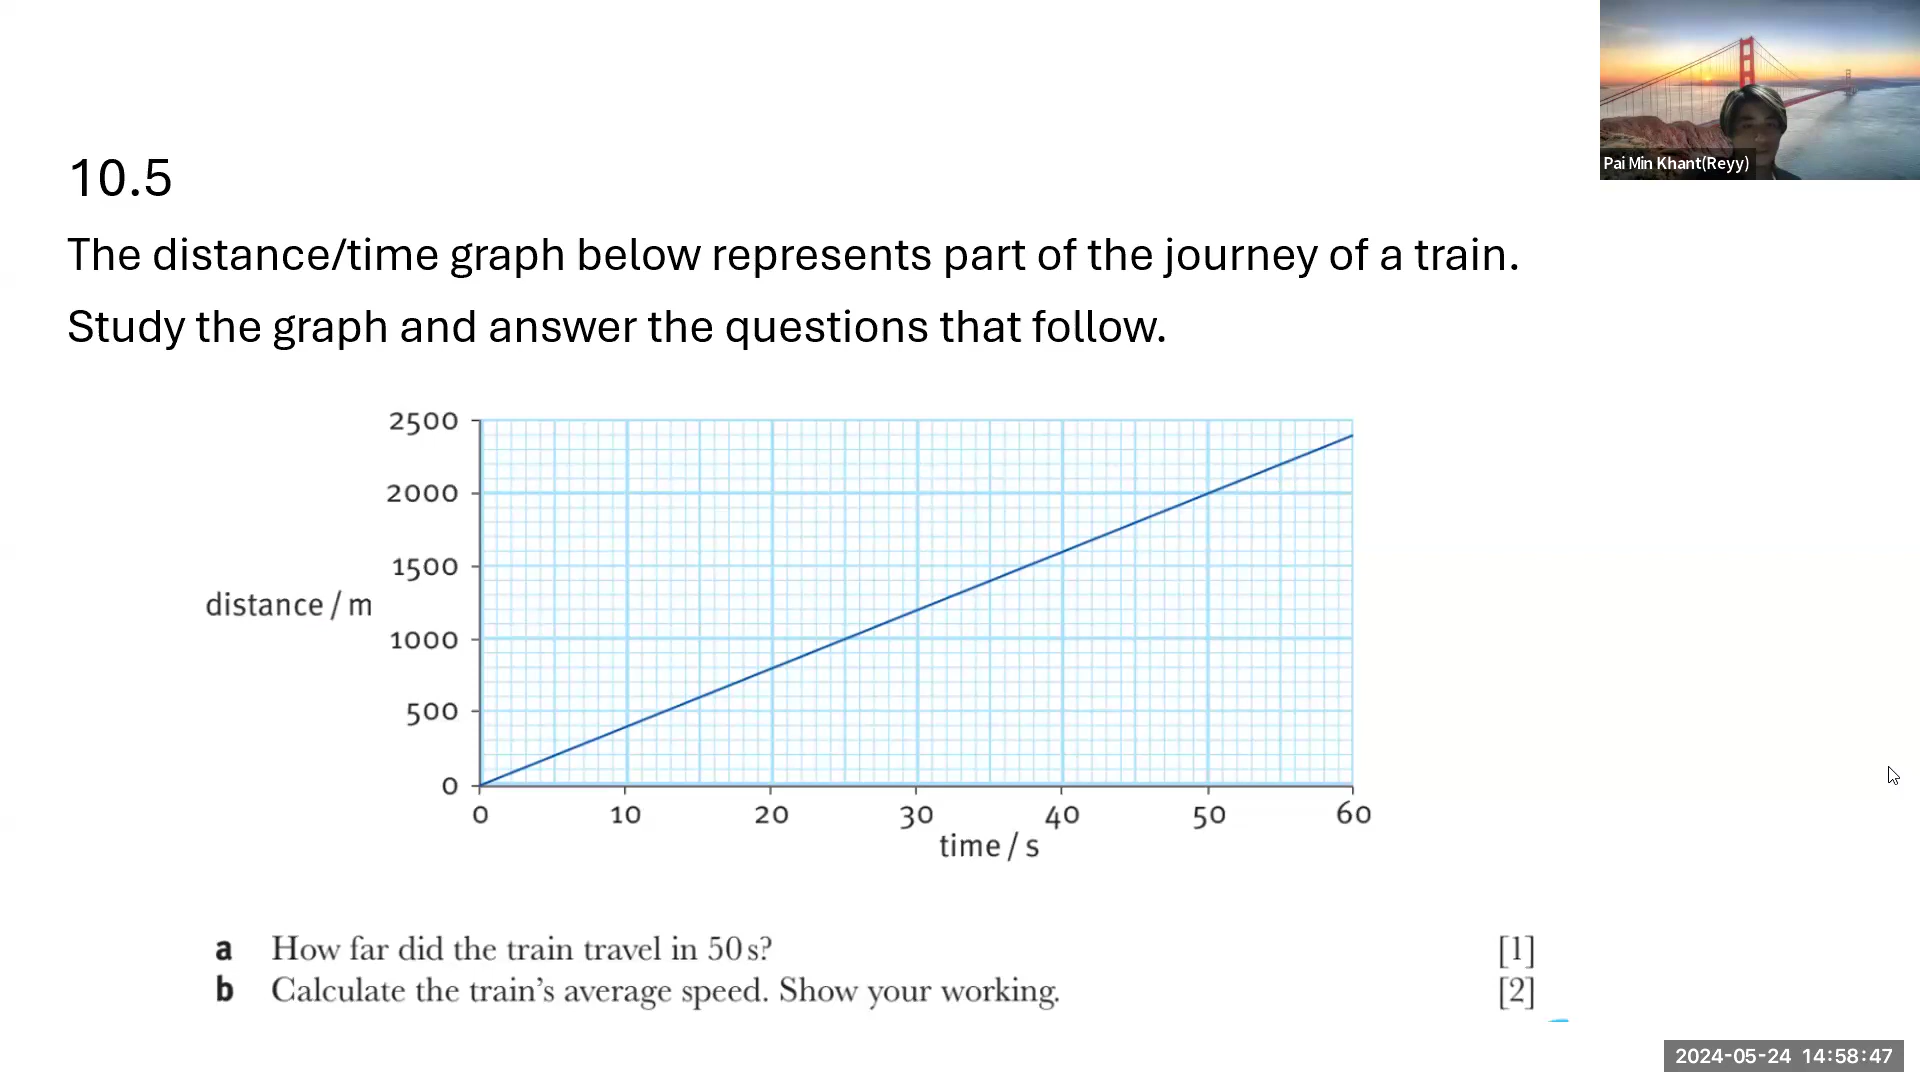 Pai Min Khant(Reyy)
10.5
The distance/time graph below represents part of the journey of a train.
Study the graph and answer the questions that follow.
2500
2000
1500
distance / m
1000
500
0
0 10 20 30 40 50 60
time / s
a How far did the train travel in 50 s? [1]
b Calculate the train’s average speed. Show your working. [2]
2024-05-24 14:58:47